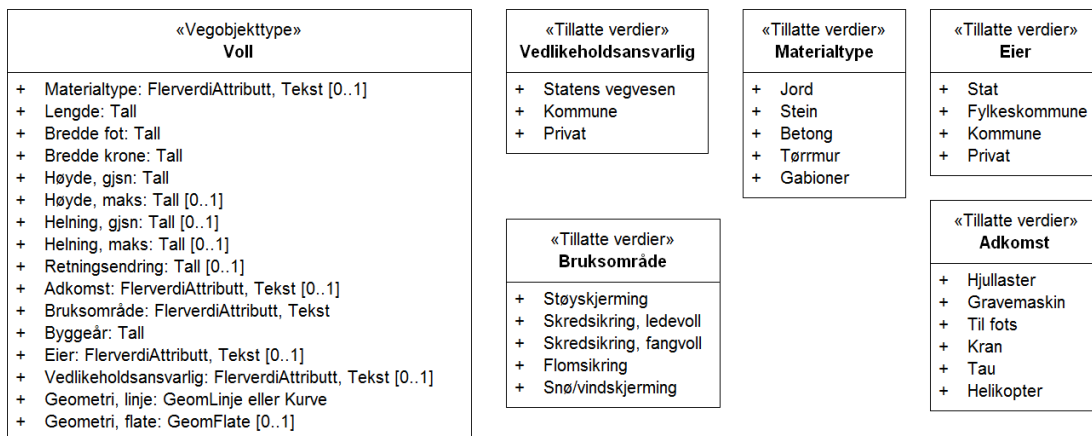 «Vegobjekttype»
Voll
+ Materialtype: FlerverdiAttributt, Tekst [0..1]
+ Lengde: Tall
+ Bredde fot: Tall
+ Bredde krone: Tall
+ Høyde, gjsn: Tall
+ Høyde, maks: Tall [0..1]
+ Helning, gjsn: Tall [0..1]
+ Helning, maks: Tall [0..1]
+ Retningsendring: Tall [0..1]
+ Adkomst: FlerverdiAttributt, Tekst [0..1]
+ Bruksområde: FlerverdiAttributt, Tekst
+ Byggeår: Tall
+ Eier: FlerverdiAttributt, Tekst [0..1]
+ Vedlikeholdsansvarlig: FlerverdiAttributt, Tekst [0..1]
+ Geometri, linje: GeomLinje eller Kurve
+ Geometri, flate: GeomFlate [0..1]
«Tillatte verdier»
Vedlikeholdsansvarlig
+ Statens vegvesen
+ Kommune
+ Privat
«Tillatte verdier»
Materialtype
+ Jord
+ Stein
+ Betong
+ Tørrmur
+ Gabioner
«Tillatte verdier»
Eier
+ Stat
+ Fylkeskommune
+ Kommune
+ Privat
«Tillatte verdier»
Bruksområde
+ Støyskjerming
+ Skredsikring, ledevoll
+ Skredsikring, fangvoll
+ Flomsikring
+ Snø/vindskjerming
«Tillatte verdier»
Adkomst
+ Hjullaster
+ Gravemaskin
+ Til fots
+ Kran
+ Tau
+ Helikopter